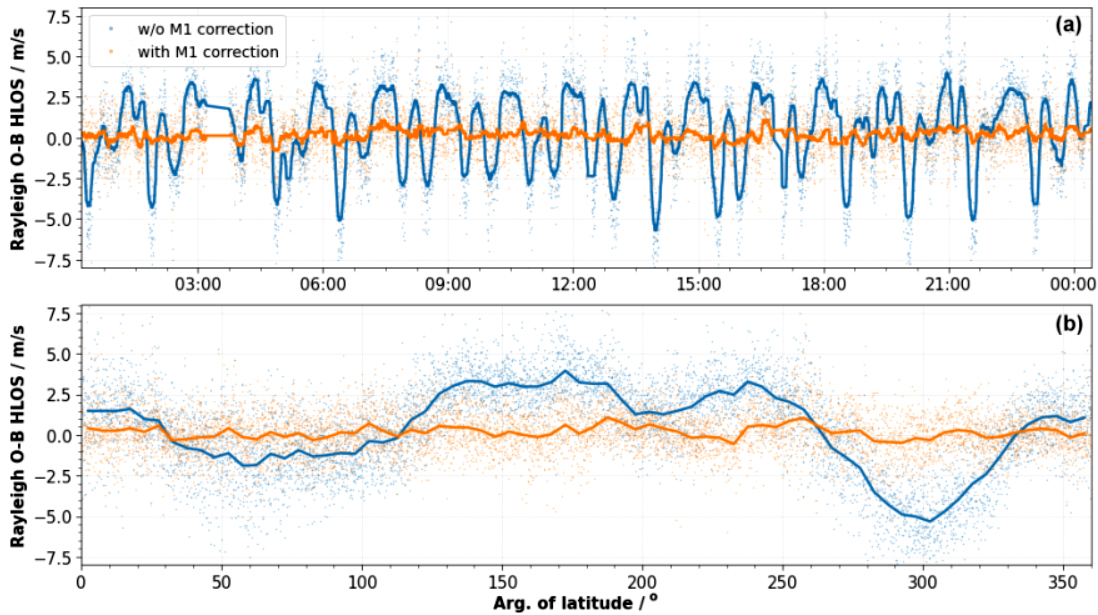 7.5
5.0
2.5
0.0
−2.5
−5.0
−7.5
Rayleigh O-B HLOS / m/s
w/o M1 correction
with M1 correction
(a)
03:00 06:00 09:00 12:00 15:00 18:00 21:00 00:00
7.5
5.0
2.5
0.0
−2.5
−5.0
−7.5
Rayleigh O-B HLOS / m/s
(b)
0 50 100 150 200 250 300 350
Arg. of latitude / °